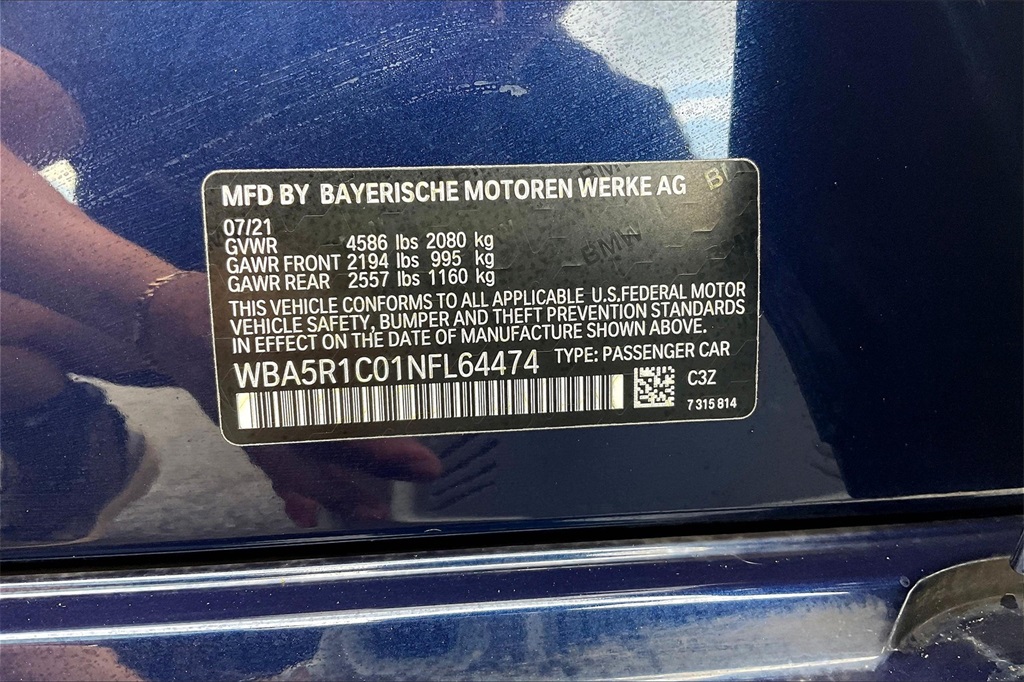 MFD BY BAYERISCHE MOTOREN WERKE AG
07/21
GVWR 4586 lbs 2080 kg
GAWR FRONT 2194 lbs 995 kg
GAWR REAR 2557 lbs 1160 kg
THIS VEHICLE CONFORMS TO ALL APPLICABLE U.S.FEDERAL MOTOR
VEHICLE SAFETY, BUMPER AND THEFT PREVENTION STANDARDS
IN EFFECT ON THE DATE OF MANUFACTURE SHOWN ABOVE.
WBA5R1C01NFL64474 TYPE: PASSENGER CAR
C3Z
7 315 814
BMW
BMW